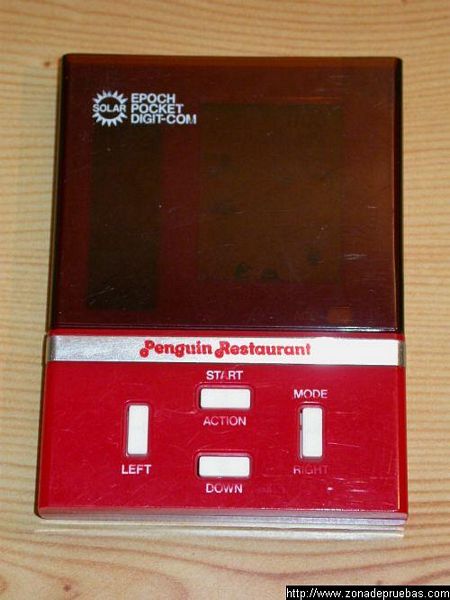 SOLAR
EPOCH
POCKET
DIGIT-COM
Penguin Restaurant
START
MODE
ACTION
LEFT
RIGHT
DOWN
http://www.zonadepruebas.com